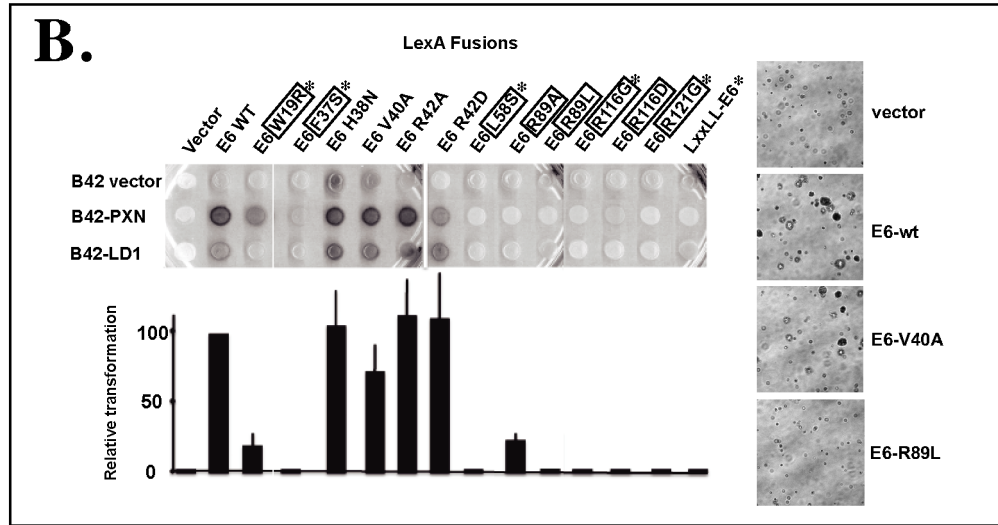 B.
LexA Fusions
Vector
E6 WT
E6 W19R*
E6 F37S*
E6 H38N
E6 V40A
E6 R42A
E6 R42D
E6 L58S*
E6 R89A
E6 R89L
E6 R116G*
E6 R116D
E6 R121G*
LxxLL-E6*
B42 vector
B42-PXN
B42-LD1
Relative transformation
100
50
0
vector
E6-wt
E6-V40A
E6-R89L